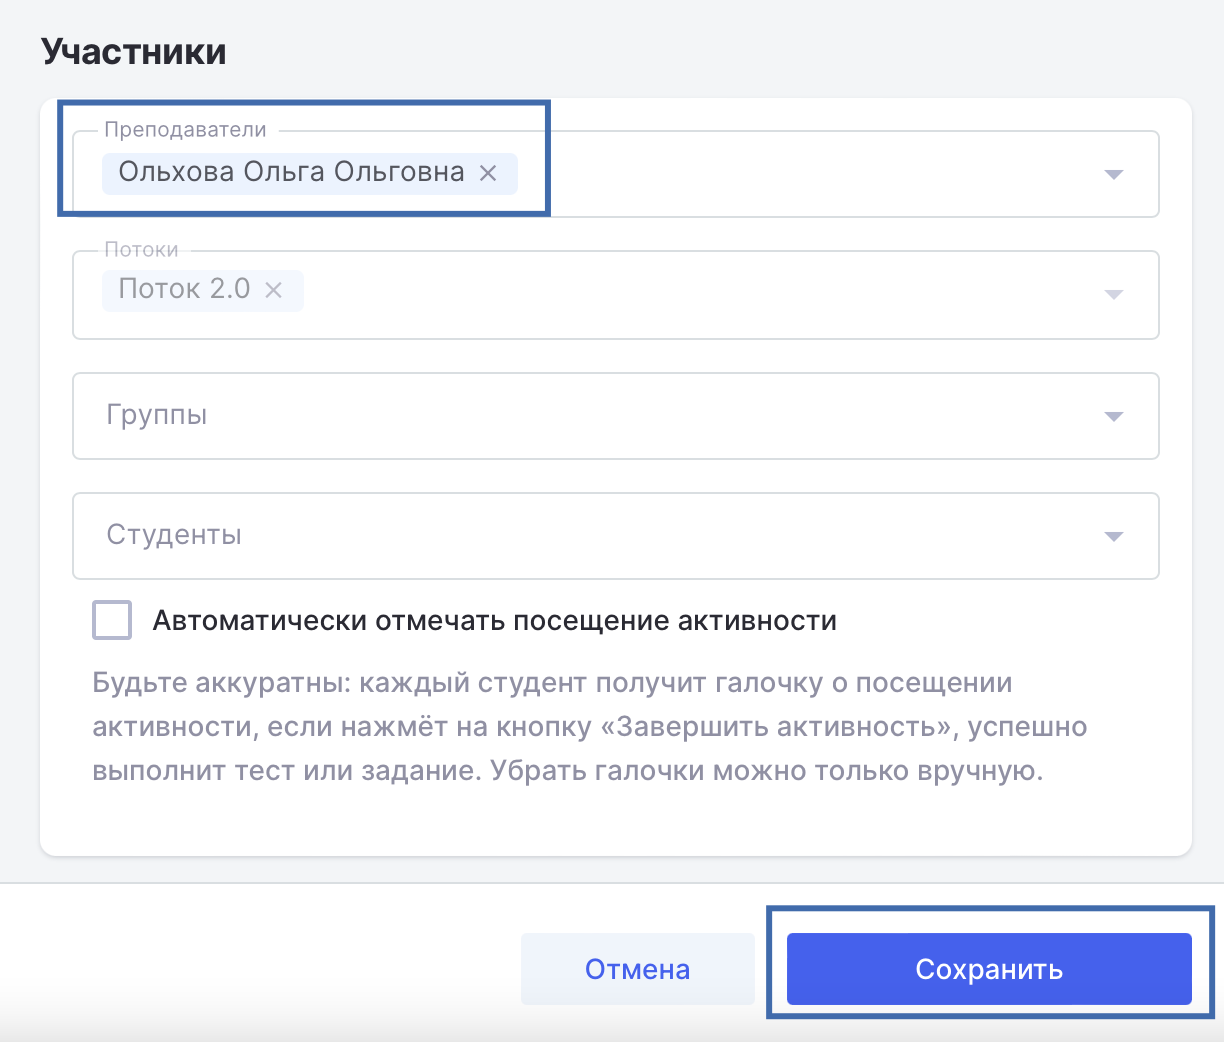 Участники
Преподаватели
Ольхова Ольга Ольговна
Потоки
Поток 2.0
Группы
Студенты
Автоматически отмечать посещение активности
Будьте аккуратны: каждый студент получит галочку о посещении
активности, если нажмёт на кнопку «Завершить активность», успешно
выполнит тест или задание. Убрать галочки можно только вручную.
Отмена
Сохранить